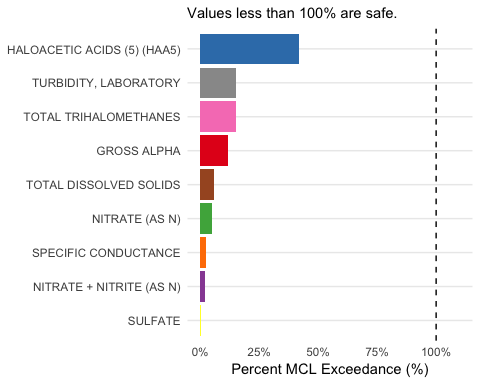 Values less than 100% are safe.
HALOACETIC ACIDS (5) (HAA5)
TURBIDITY, LABORATORY
TOTAL TRIHALOMETHANES
GROSS ALPHA
TOTAL DISSOLVED SOLIDS
NITRATE (AS N)
SPECIFIC CONDUCTANCE
NITRATE + NITRITE (AS N)
SULFATE
0% 25% 50% 75% 100%
Percent MCL Exceedance (%)